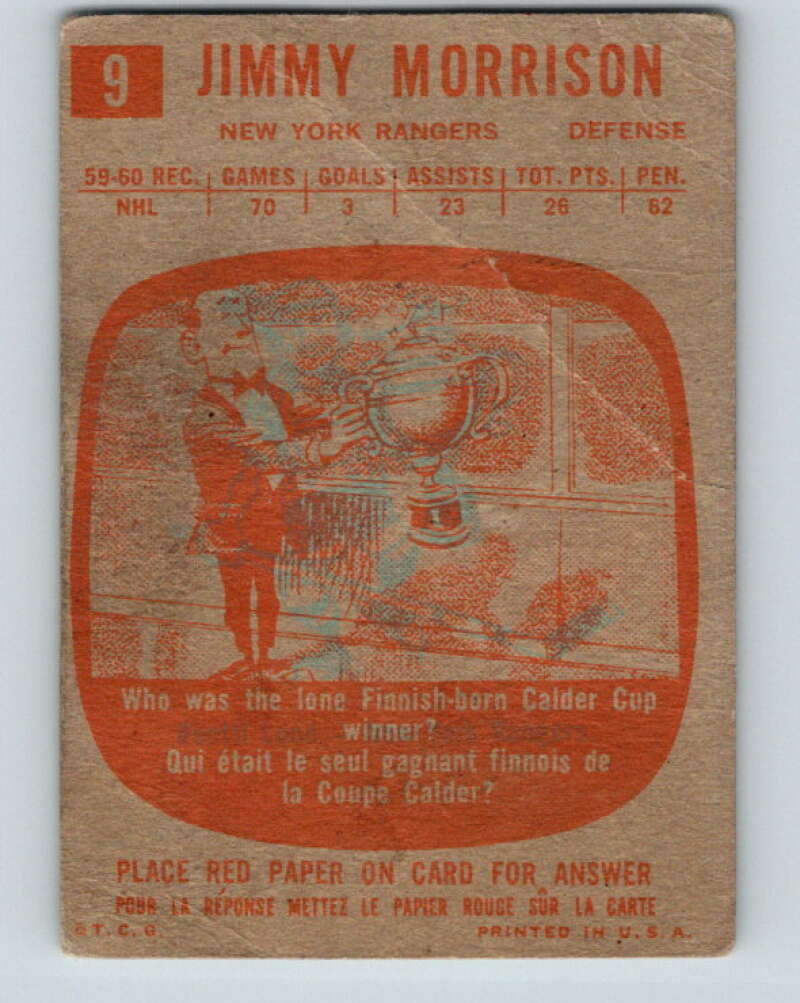 9 JIMMY MORRISON
NEW YORK RANGERS DEFENSE
59-60 REC. GAMES GOALS ASSISTS TOT. PTS. PEN.
NHL 70 3 23 26 62
Who was the lone Finnish-born Calder Cup
winner?
Qui était le seul gagnant finnois de
la Coupe Calder?
PLACE RED PAPER ON CARD FOR ANSWER
POUR LA RÉPONSE METTEZ LE PAPIER ROUGE SÛR LA CARTE
©T.C.G. PRINTED IN U.S.A.